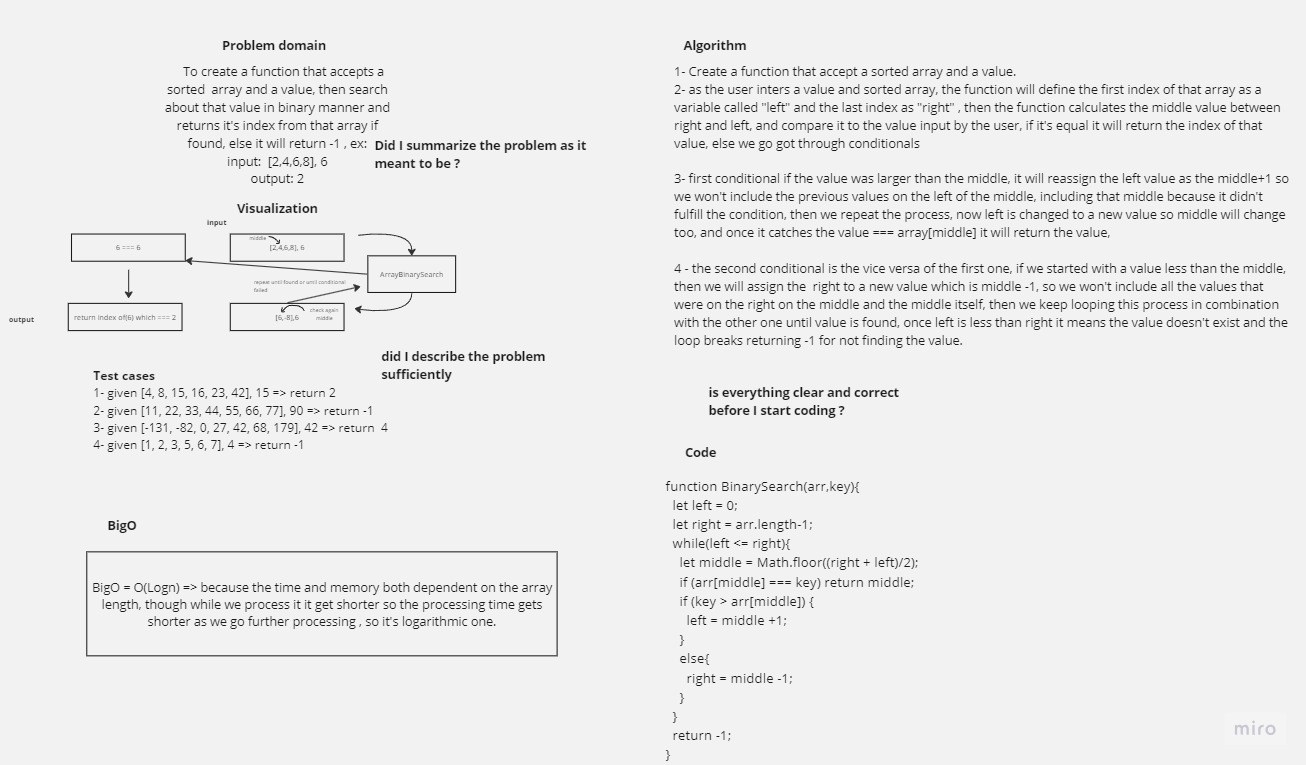 Problem domain
To create a function that accepts a
sorted  array and a value, then search
about that value in binary manner and
returns it's index from that array if
found, else it will return -1 , ex:
input:  [2,4,6,8], 6
output: 2
Did I summarize the problem as it
meant to be ?
Visualization
input
6 === 6
middle
[2,4,6,8], 6
ArrayBinarySearch
repeat until found or until conditional
failed
return index of(6) which === 2
[6,-8],6
check again
middle
output
did I describe the problem
sufficiently
Test cases
1- given [4, 8, 15, 16, 23, 42], 15 => return 2
2- given [11, 22, 33, 44, 55, 66, 77], 90 => return -1
3- given [-131, -82, 0, 27, 42, 68, 179], 42 => return  4
4- given [1, 2, 3, 5, 6, 7], 4 => return -1
BigO
BigO = O(Logn) => because the time and memory both dependent on the array
length, though while we process it it get shorter so the processing time gets
shorter as we go further processing , so it's logarithmic one.
Algorithm
1- Create a function that accept a sorted array and a value.
2- as the user inters a value and sorted array, the function will define the first index of that array as a
variable called "left" and the last index as "right" , then the function calculates the middle value between
right and left, and compare it to the value input by the user, if it's equal it will return the index of that
value, else we go got through conditionals
3- first conditional if the value was larger than the middle, it will reassign the left value as the middle+1 so
we won't include the previous values on the left of the middle, including that middle because it didn't
fulfill the condition, then we repeat the process, now left is changed to a new value so middle will change
too, and once it catches the value === array[middle] it will return the value,
4 - the second conditional is the vice versa of the first one, if we started with a value less than the middle,
then we will assign the  right to a new value which is middle -1, so we won't include all the values that
were on the right on the middle and the middle itself, then we keep looping this process in combination
with the other one until value is found, once left is less than right it means the value doesn't exist and the
loop breaks returning -1 for not finding the value.
is everything clear and correct
before I start coding ?
Code
function BinarySearch(arr,key){
let left = 0;
let right = arr.length-1;
while(left <= right){
let middle = Math.floor((right + left)/2);
if (arr[middle] === key) return middle;
if (key > arr[middle]) {
left = middle +1;
}
else{
right = middle -1;
}
}
return -1;
}
miro